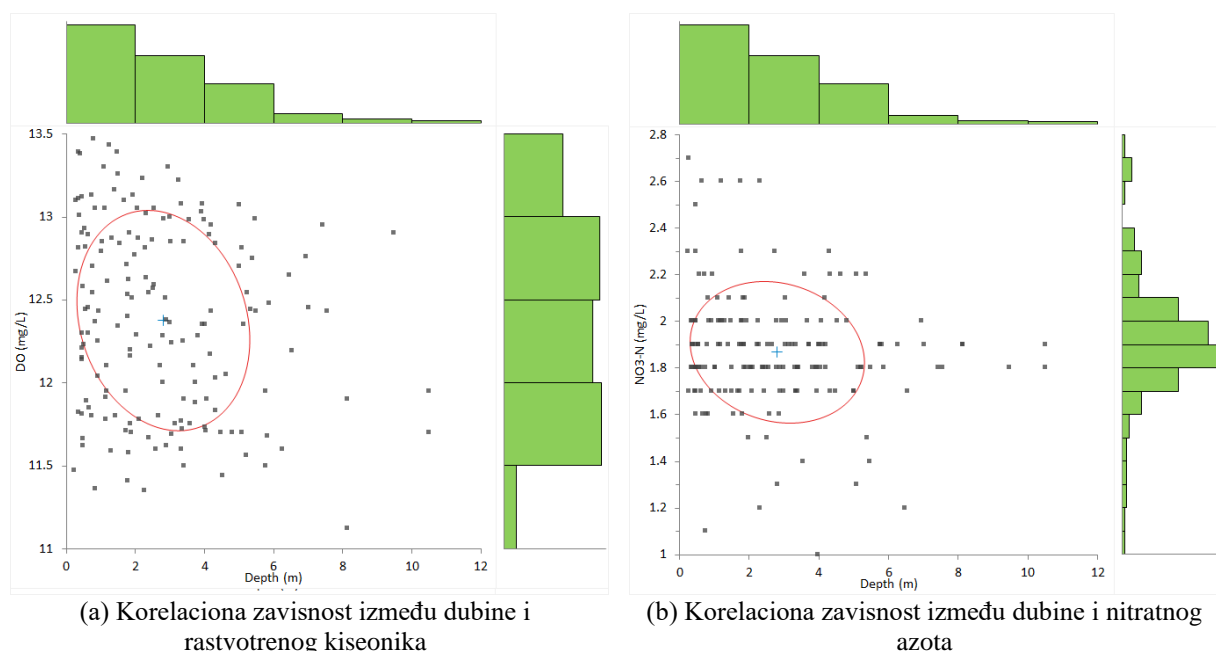 13.5
13
12.5
12
11.5
11
DO (mg/L)
0 2 4 6 8 10 12
Depth (m)
(a) Korelaciona zavisnost između dubine i
rastvotrenog kiseonika
2.8
2.6
2.4
2.2
2
1.8
1.6
1.4
1.2
1
NO3-N (mg/L)
0 2 4 6 8 10 12
Depth (m)
(b) Korelaciona zavisnost između dubine i nitratnog
azota